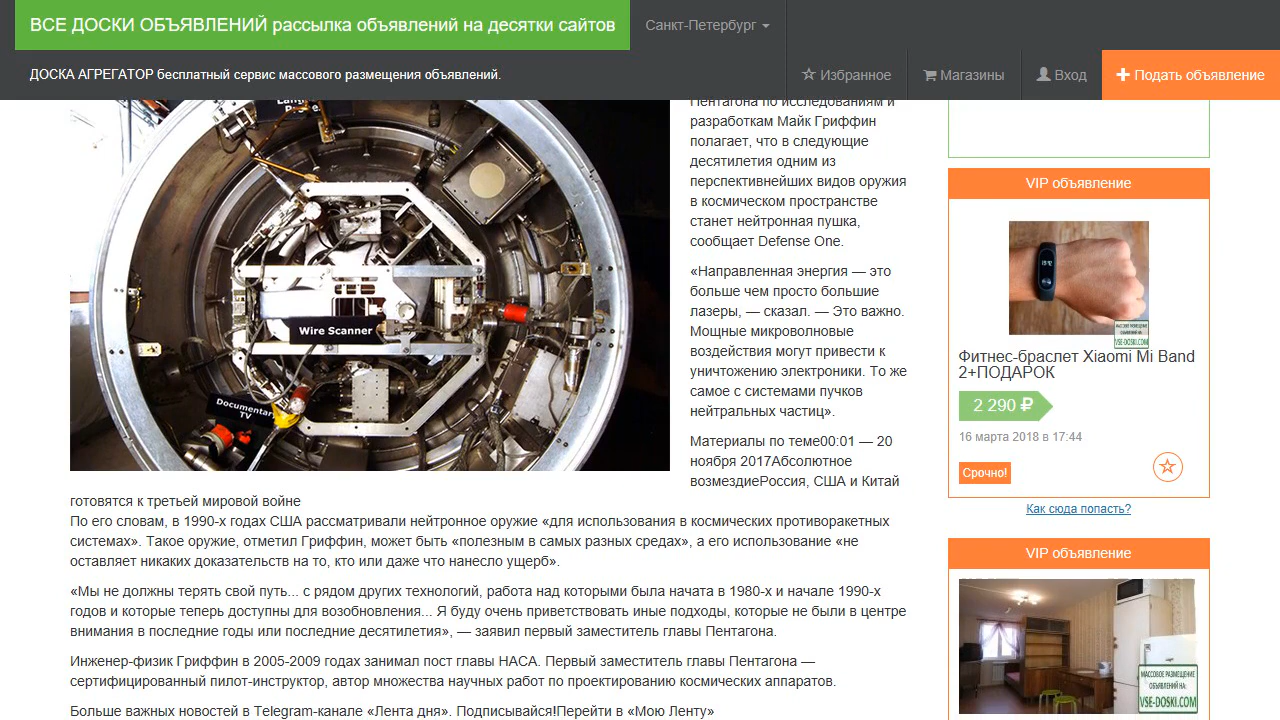 ВСЕ ДОСКИ ОБЪЯВЛЕНИЙ рассылка объявлений на десятки сайтов
Санкт-Петербург
ДОСКА АГРЕГАТОР бесплатный сервис массового размещения объявлений.
Избранное
Магазины
Вход
Подать объявление
Wire Scanner
Documentary
TV
Пентагона по исследованиям и
разработкам Майк Гриффин
полагает, что в следующие
десятилетия одним из
перспективнейших видов оружия
в космическом пространстве
станет нейтронная пушка,
сообщает Defense One.
«Направленная энергия — это
больше чем просто большие
лазеры, — сказал. — Это важно.
Мощные микроволновые
воздействия могут привести к
уничтожению электроники. То же
самое с системами пучков
нейтральных частиц».
Материалы по теме00:01 — 20
ноября 2017Абсолютное
возмездиеРоссия, США и Китай
готовятся к третьей мировой войне
По его словам, в 1990-х годах США рассматривали нейтронное оружие «для использования в космических противоракетных
системах». Такое оружие, отметил Гриффин, может быть «полезным в самых разных средах», а его использование «не
оставляет никаких доказательств на то, кто или даже что нанесло ущерб».
«Мы не должны терять свой путь... с рядом других технологий, работа над которыми была начата в 1980-х и начале 1990-х
годов и которые теперь доступны для возобновления... Я буду очень приветствовать иные подходы, которые не были в центре
внимания в последние годы или последние десятилетия», — заявил первый заместитель главы Пентагона.
Инженер-физик Гриффин в 2005-2009 годах занимал пост главы НАСА. Первый заместитель главы Пентагона —
сертифицированный пилот-инструктор, автор множества научных работ по проектированию космических аппаратов.
Больше важных новостей в Telegram-канале «Лента дня». Подписывайся!Перейти в «Мою Ленту»
VIP объявление
МАССОВОЕ РАЗМЕЩЕНИЕ
ОБЪЯВЛЕНИЙ НА:
VSE-DOSKI.COM
Фитнес-браслет Xiaomi Mi Band
2+ПОДАРОК
2 290 ₽
16 марта 2018 в 17:44
Срочно!
Как сюда попасть?
VIP объявление
МАССОВОЕ РАЗМЕЩЕНИЕ
ОБЪЯВЛЕНИЙ НА:
VSE-DOSKI.COM